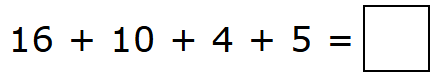 16 + 10 + 4 + 5 =